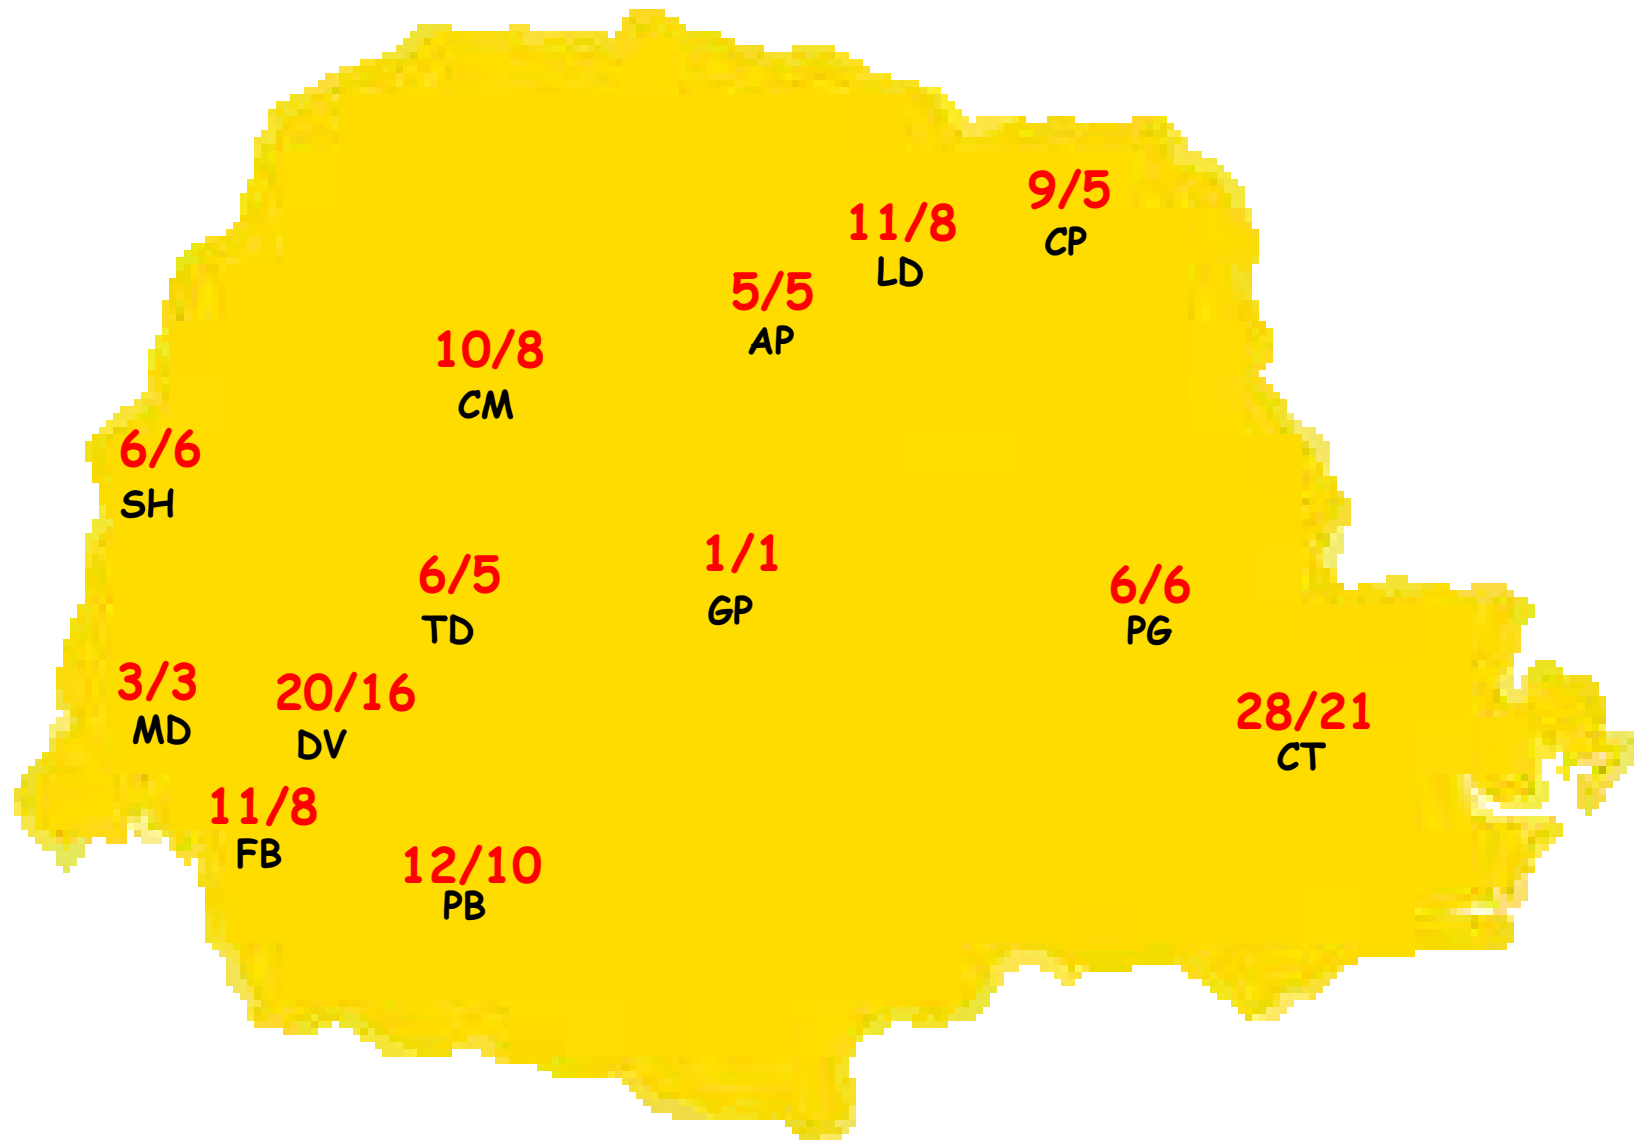 9/5
CP
11/8
LD
5/5
AP
10/8
CM
6/6
SH
1/1
GP
6/5
TD
6/6
PG
3/3
MD
20/16
DV
28/21
CT
11/8
FB
12/10
PB